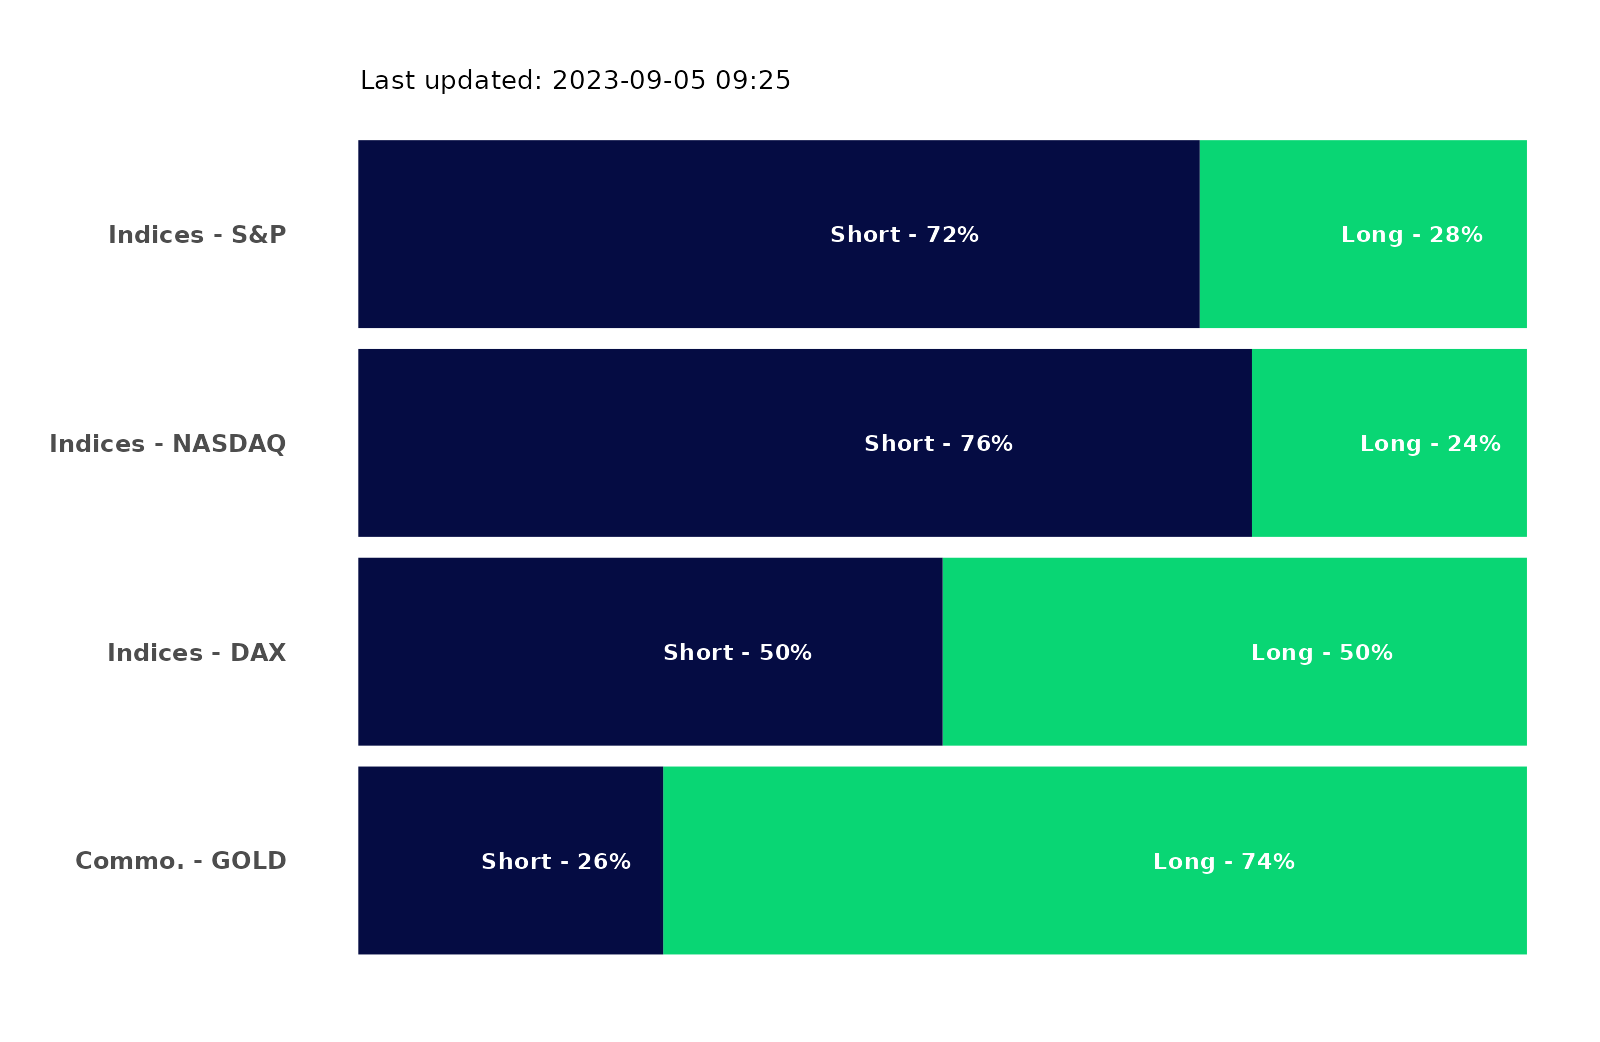 Last updated: 2023-09-05 09:25
Indices - S&P Short - 72% Long - 28%
Indices - NASDAQ Short - 76% Long - 24%
Indices - DAX Short - 50% Long - 50%
Commo. - GOLD Short - 26% Long - 74%